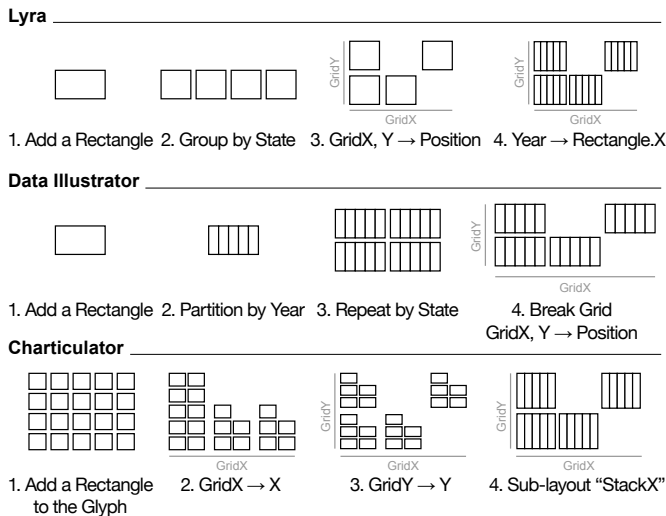 Lyra
GridY
GridY
GridX
GridX
1. Add a Rectangle 2. Group by State 3. GridX, Y → Position 4. Year → Rectangle.X
Data Illustrator
GridY
GridX
1. Add a Rectangle 2. Partition by Year 3. Repeat by State 4. Break Grid
GridX, Y → Position
Charticulator
GridY
GridY
GridX
GridX
GridX
1. Add a Rectangle 2. GridX → X 3. GridY → Y 4. Sub-layout “StackX”
to the Glyph